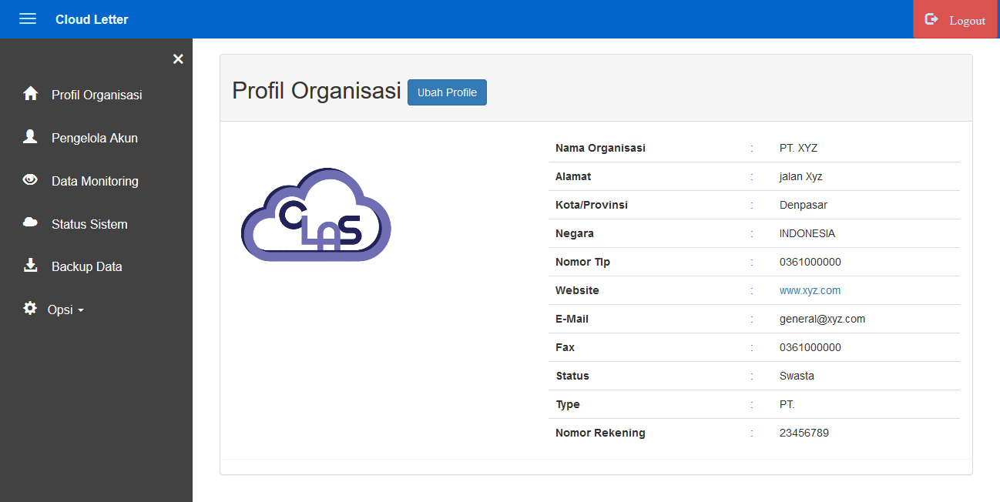 Cloud Letter
Logout
×
Profil Organisasi
Pengelola Akun
Data Monitoring
Status Sistem
Backup Data
Opsi
Profil Organisasi Ubah Profile
CLAS
Nama Organisasi : PT. XYZ
Alamat : jalan Xyz
Kota/Provinsi : Denpasar
Negara : INDONESIA
Nomor Tlp : 0361000000
Website : www.xyz.com
E-Mail : general@xyz.com
Fax : 0361000000
Status : Swasta
Type : PT.
Nomor Rekening : 23456789